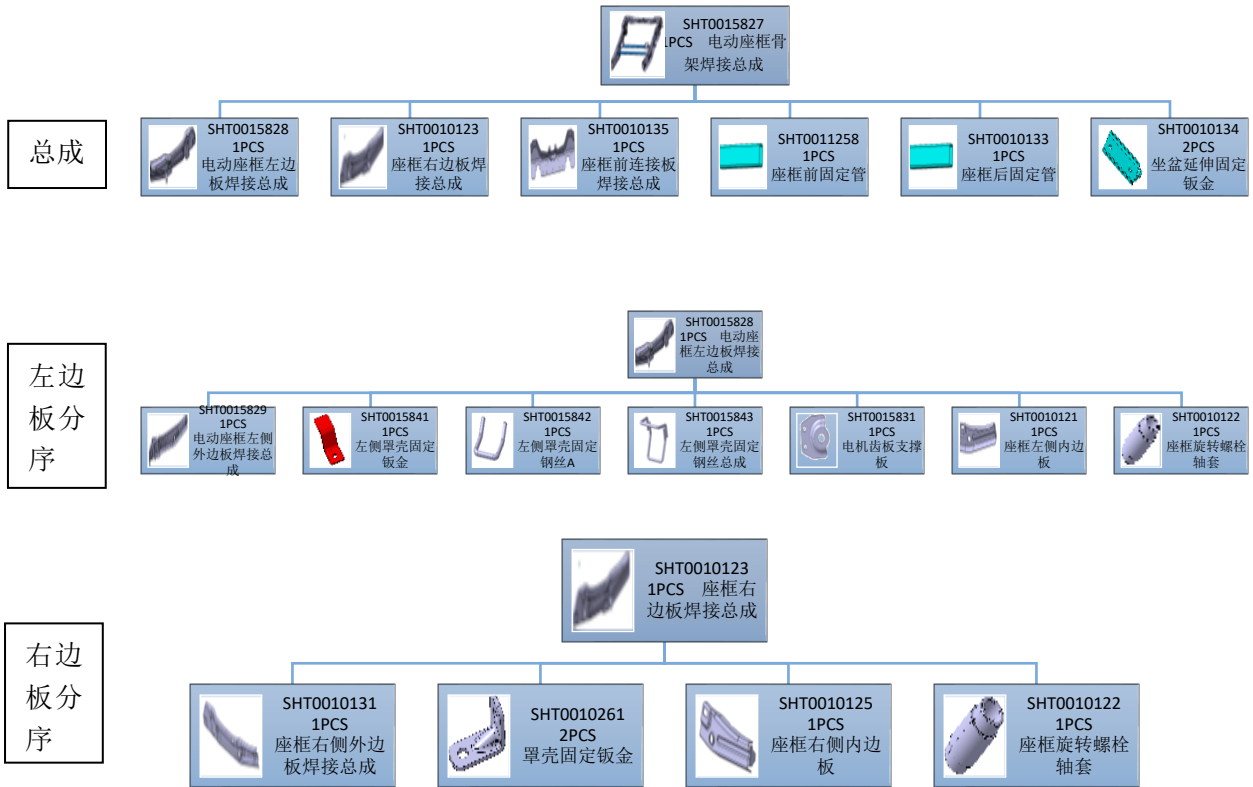 SHT0015827
1PCS 电动座框骨
架焊接总成
总成
SHT0015828
1PCS
电动座框左边
板焊接总成
SHT0010123
1PCS
座框右边板焊
接总成
SHT0010135
1PCS
座框前连接板
焊接总成
SHT0011258
1PCS
座框前固定管
SHT0010133
1PCS
座框后固定管
SHT0010134
2PCS
坐盆延伸固定
钣金
SHT0015828
1PCS 电动座
框左边板焊接
总成
左边
板分
序
SHT0015829
1PCS
电动座框左侧
外边板焊接总
成
SHT0015841
1PCS
左侧罩壳固定
钣金
SHT0015842
1PCS
左侧罩壳固定
钢丝A
SHT0015843
1PCS
左侧罩壳固定
钢丝总成
SHT0015831
1PCS
电机齿板支撑
板
SHT0010121
1PCS
座框左侧内边
板
SHT0010122
1PCS
座框旋转螺栓
轴套
SHT0010123
1PCS 座框右
边板焊接总成
右边
板分
序
SHT0010131
1PCS
座框右侧外边
板焊接总成
SHT0010261
2PCS
罩壳固定钣金
SHT0010125
1PCS
座框右侧内边
板
SHT0010122
1PCS
座框旋转螺栓
轴套